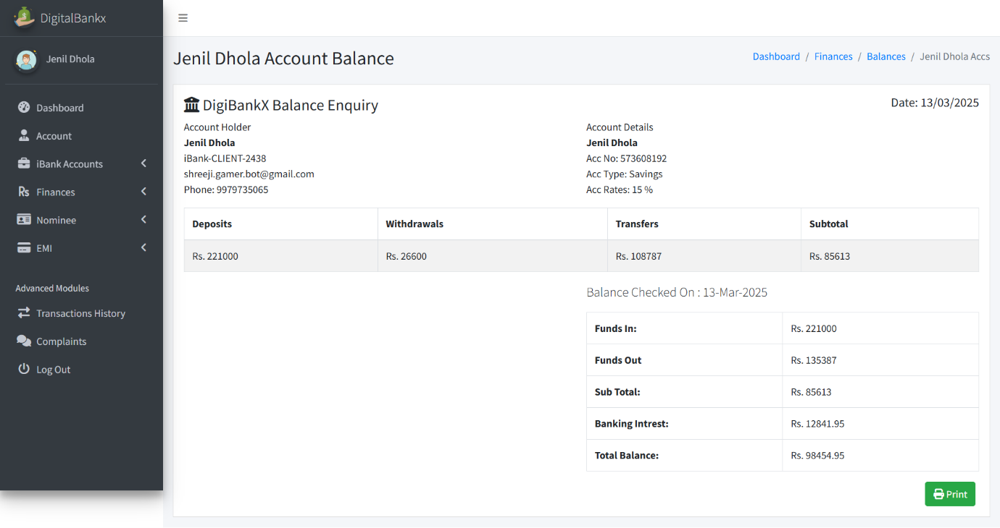 DigitalBankx
Jenil Dhola
Dashboard
Account
iBank Accounts
Rs Finances
Nominee
EMI
Advanced Modules
Transactions History
Complaints
Log Out
Jenil Dhola Account Balance
Dashboard / Finances / Balances / Jenil Dhola Accs
DigiBankX Balance Enquiry
Date: 13/03/2025
Account Holder
Jenil Dhola
iBank-CLIENT-2438
shreeji.gamer.bot@gmail.com
Phone: 9979735065
Account Details
Jenil Dhola
Acc No: 573608192
Acc Type: Savings
Acc Rates: 15 %
Deposits Withdrawals Transfers Subtotal
Rs. 221000 Rs. 26600 Rs. 108787 Rs. 85613
Balance Checked On : 13-Mar-2025
Funds In: Rs. 221000
Funds Out Rs. 135387
Sub Total: Rs. 85613
Banking Intrest: Rs. 12841.95
Total Balance: Rs. 98454.95
Print